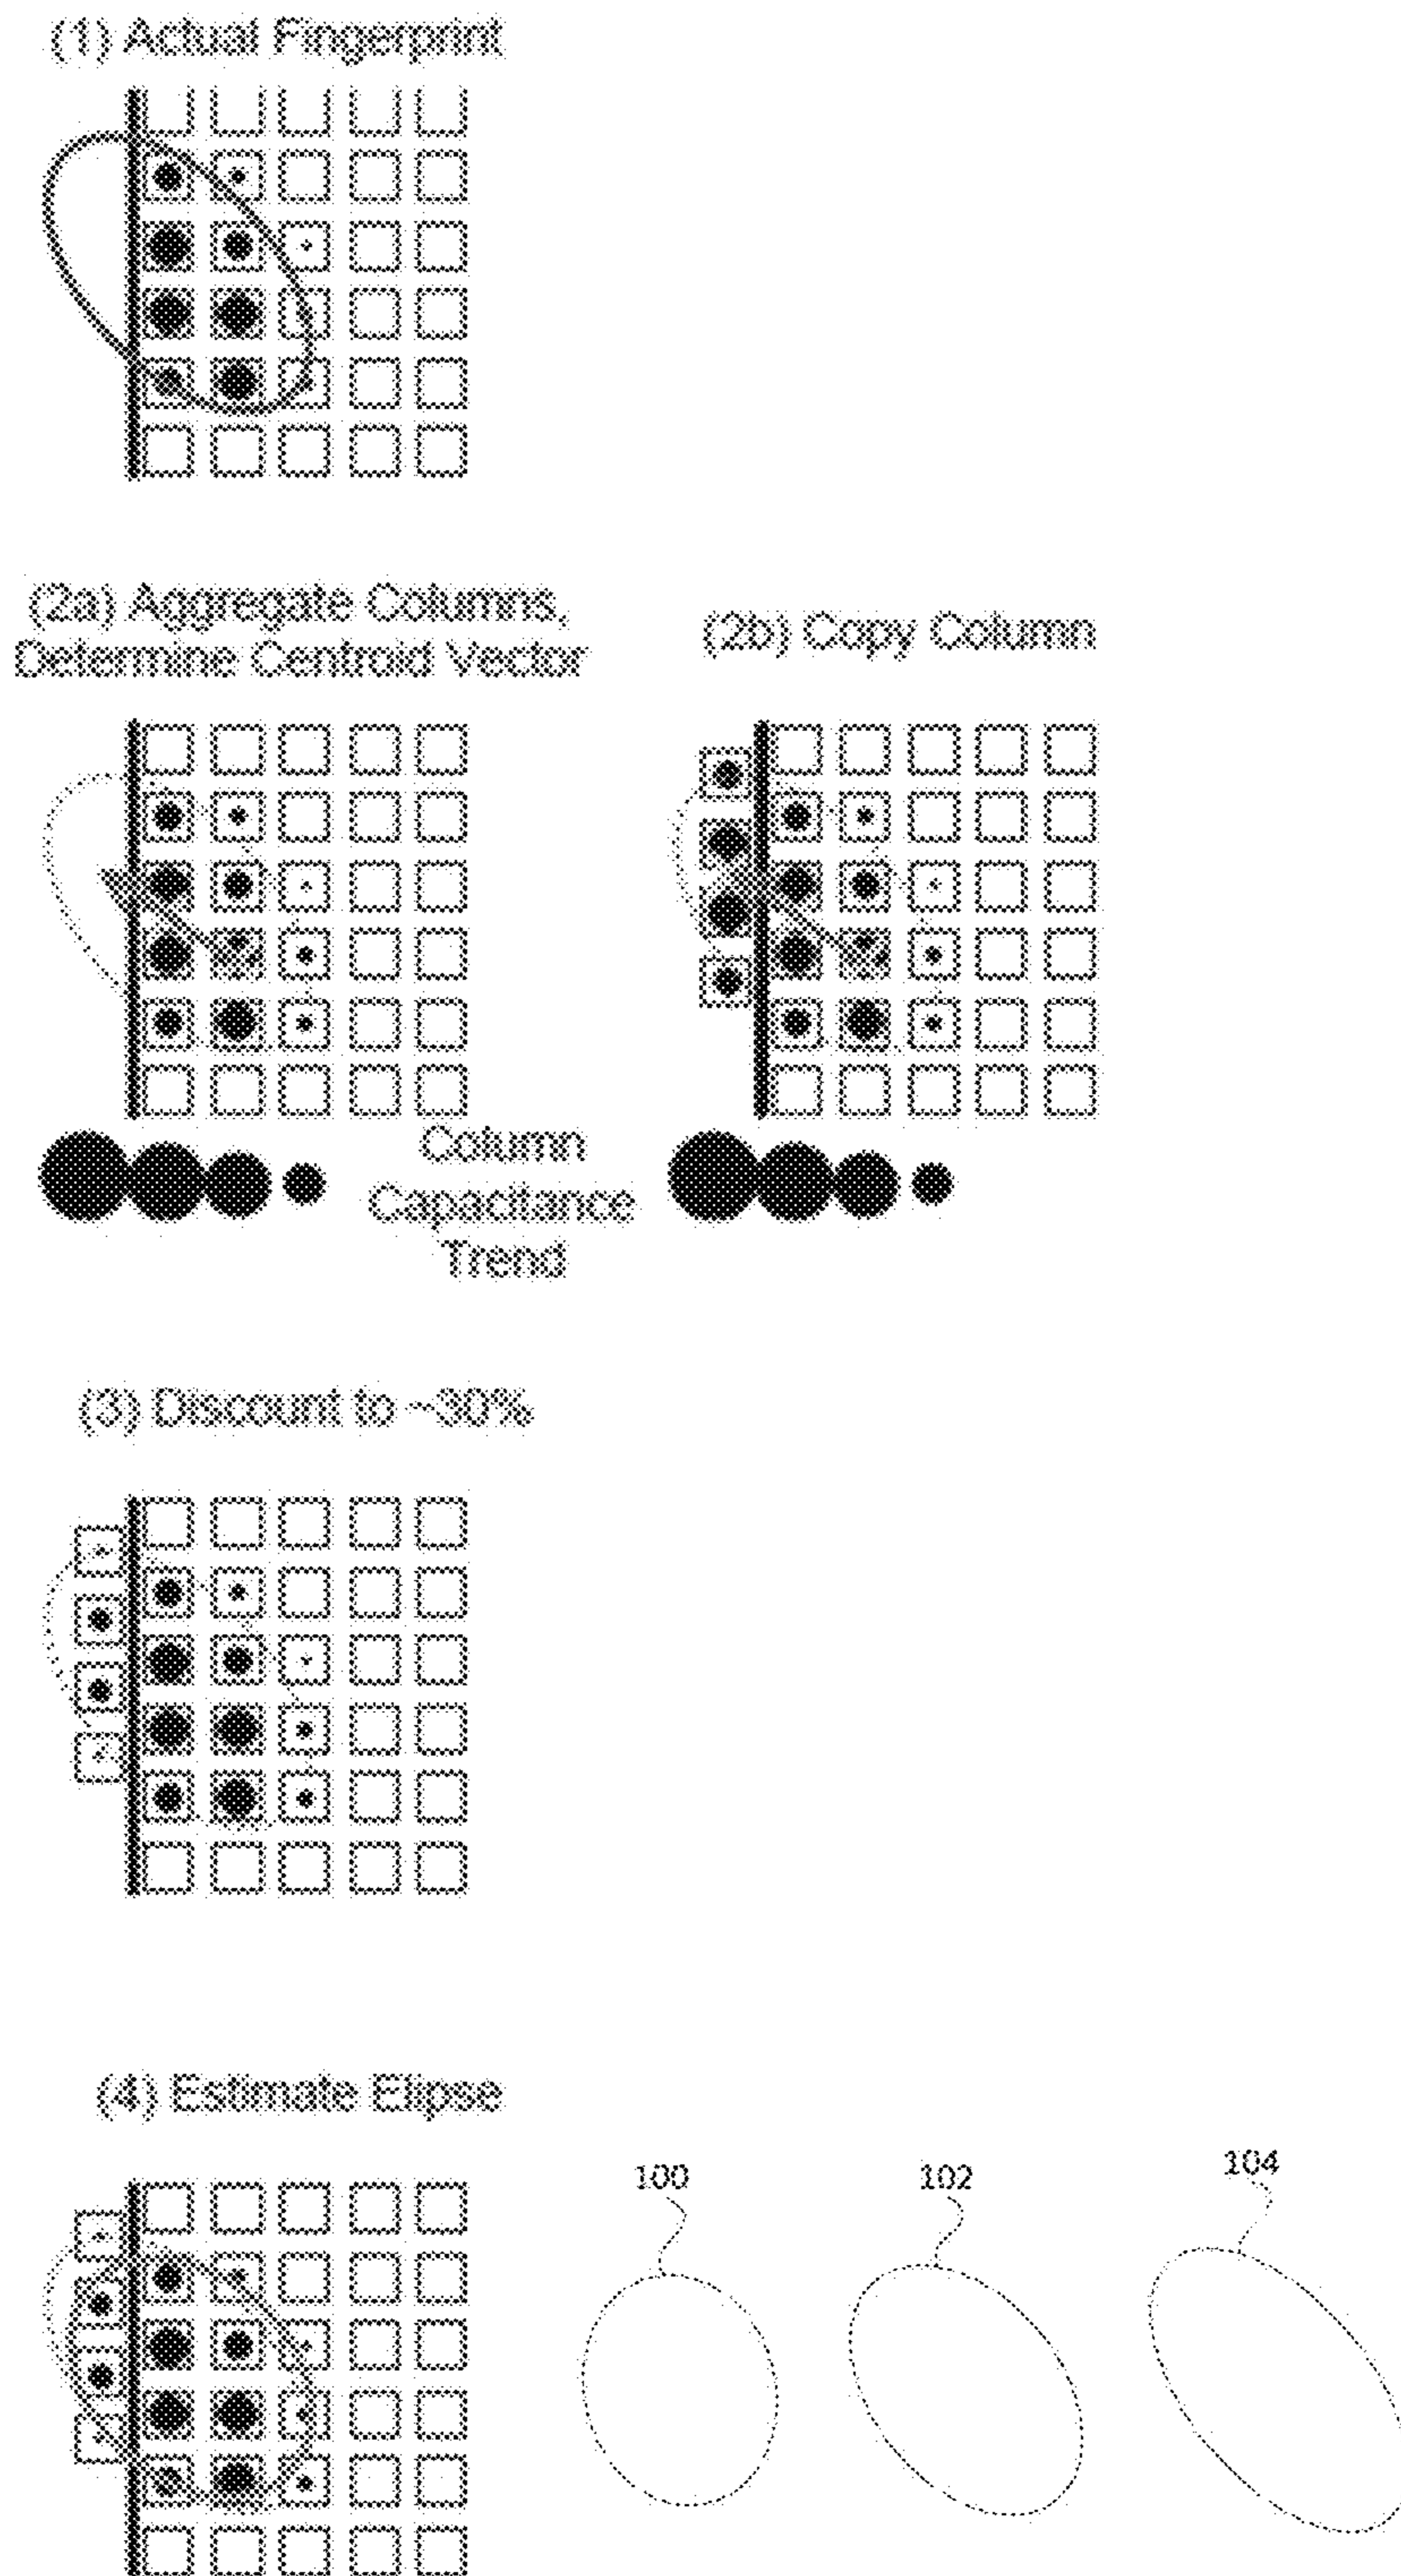 (1) Actual Fingerprint
(2a) Aggregate Columns,
Determine Centroid Vector
(2b) Copy Column
Column
Capacitance
Trend
(3) Discount to ~30%
(4) Estimate Elipse
100
102
104